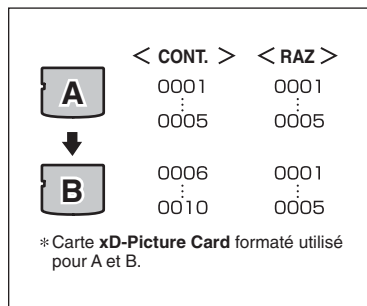 < CONT. > < RAZ >
A 0001 0001
⋮ ⋮
0005 0005
B 0006 0001
⋮ ⋮
0010 0005
*Carte xD-Picture Card formaté utilisé
pour A et B.